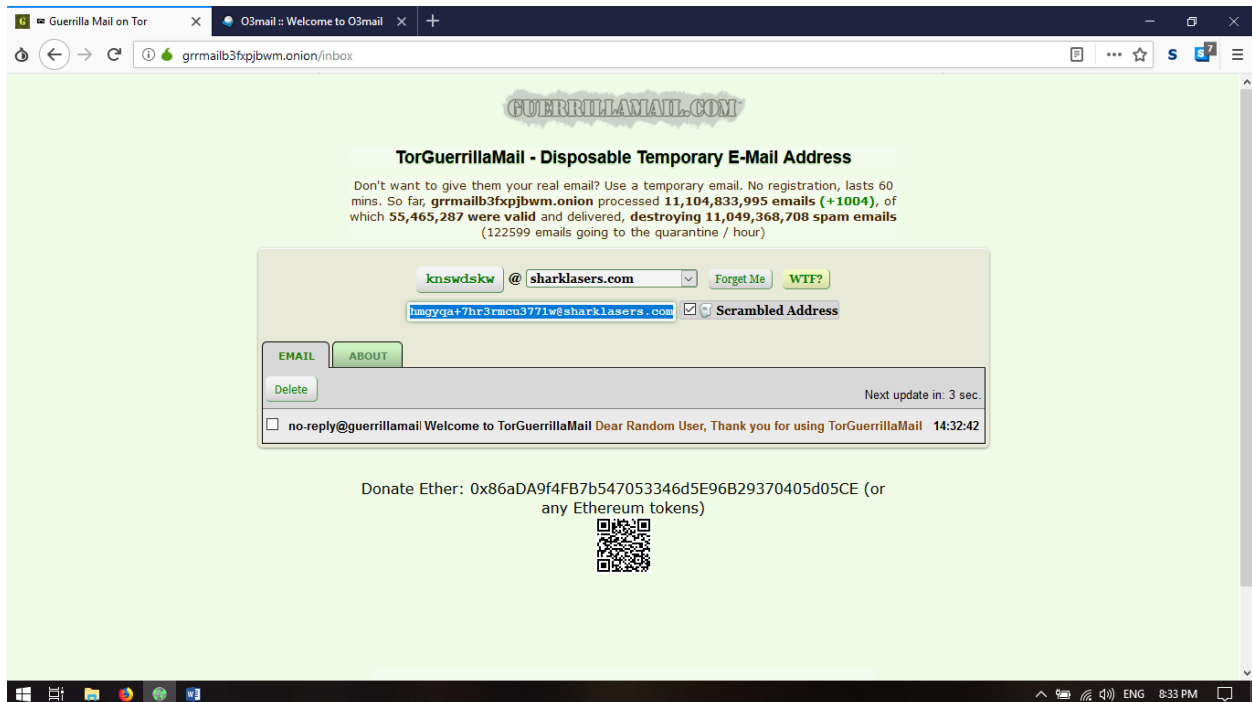 Guerrilla Mail on Tor
O3mail :: Welcome to O3mail
grrmailb3fxpjbwm.onion/inbox
S
S 7
GUERRILLAMAIL.COM
TorGuerrillaMail - Disposable Temporary E-Mail Address
Don't want to give them your real email? Use a temporary email. No registration, lasts 60
mins. So far, grrmailb3fxpjbwm.onion processed 11,104,833,995 emails (+1004), of
which 55,465,287 were valid and delivered, destroying 11,049,368,708 spam emails
(122599 emails going to the quarantine / hour)
knswdskw @ sharklasers.com Forget Me WTF?
hmgyqa+7hr3rmcu3771w@sharklasers.com Scrambled Address
EMAIL ABOUT
Delete
Next update in: 3 sec.
no-reply@guerrillamail Welcome to TorGuerrillaMail Dear Random User, Thank you for using TorGuerrillaMail 14:32:42
Donate Ether: 0x86aDA9f4FB7b547053346d5E96B29370405d05CE (or
any Ethereum tokens)
ENG 8:33 PM